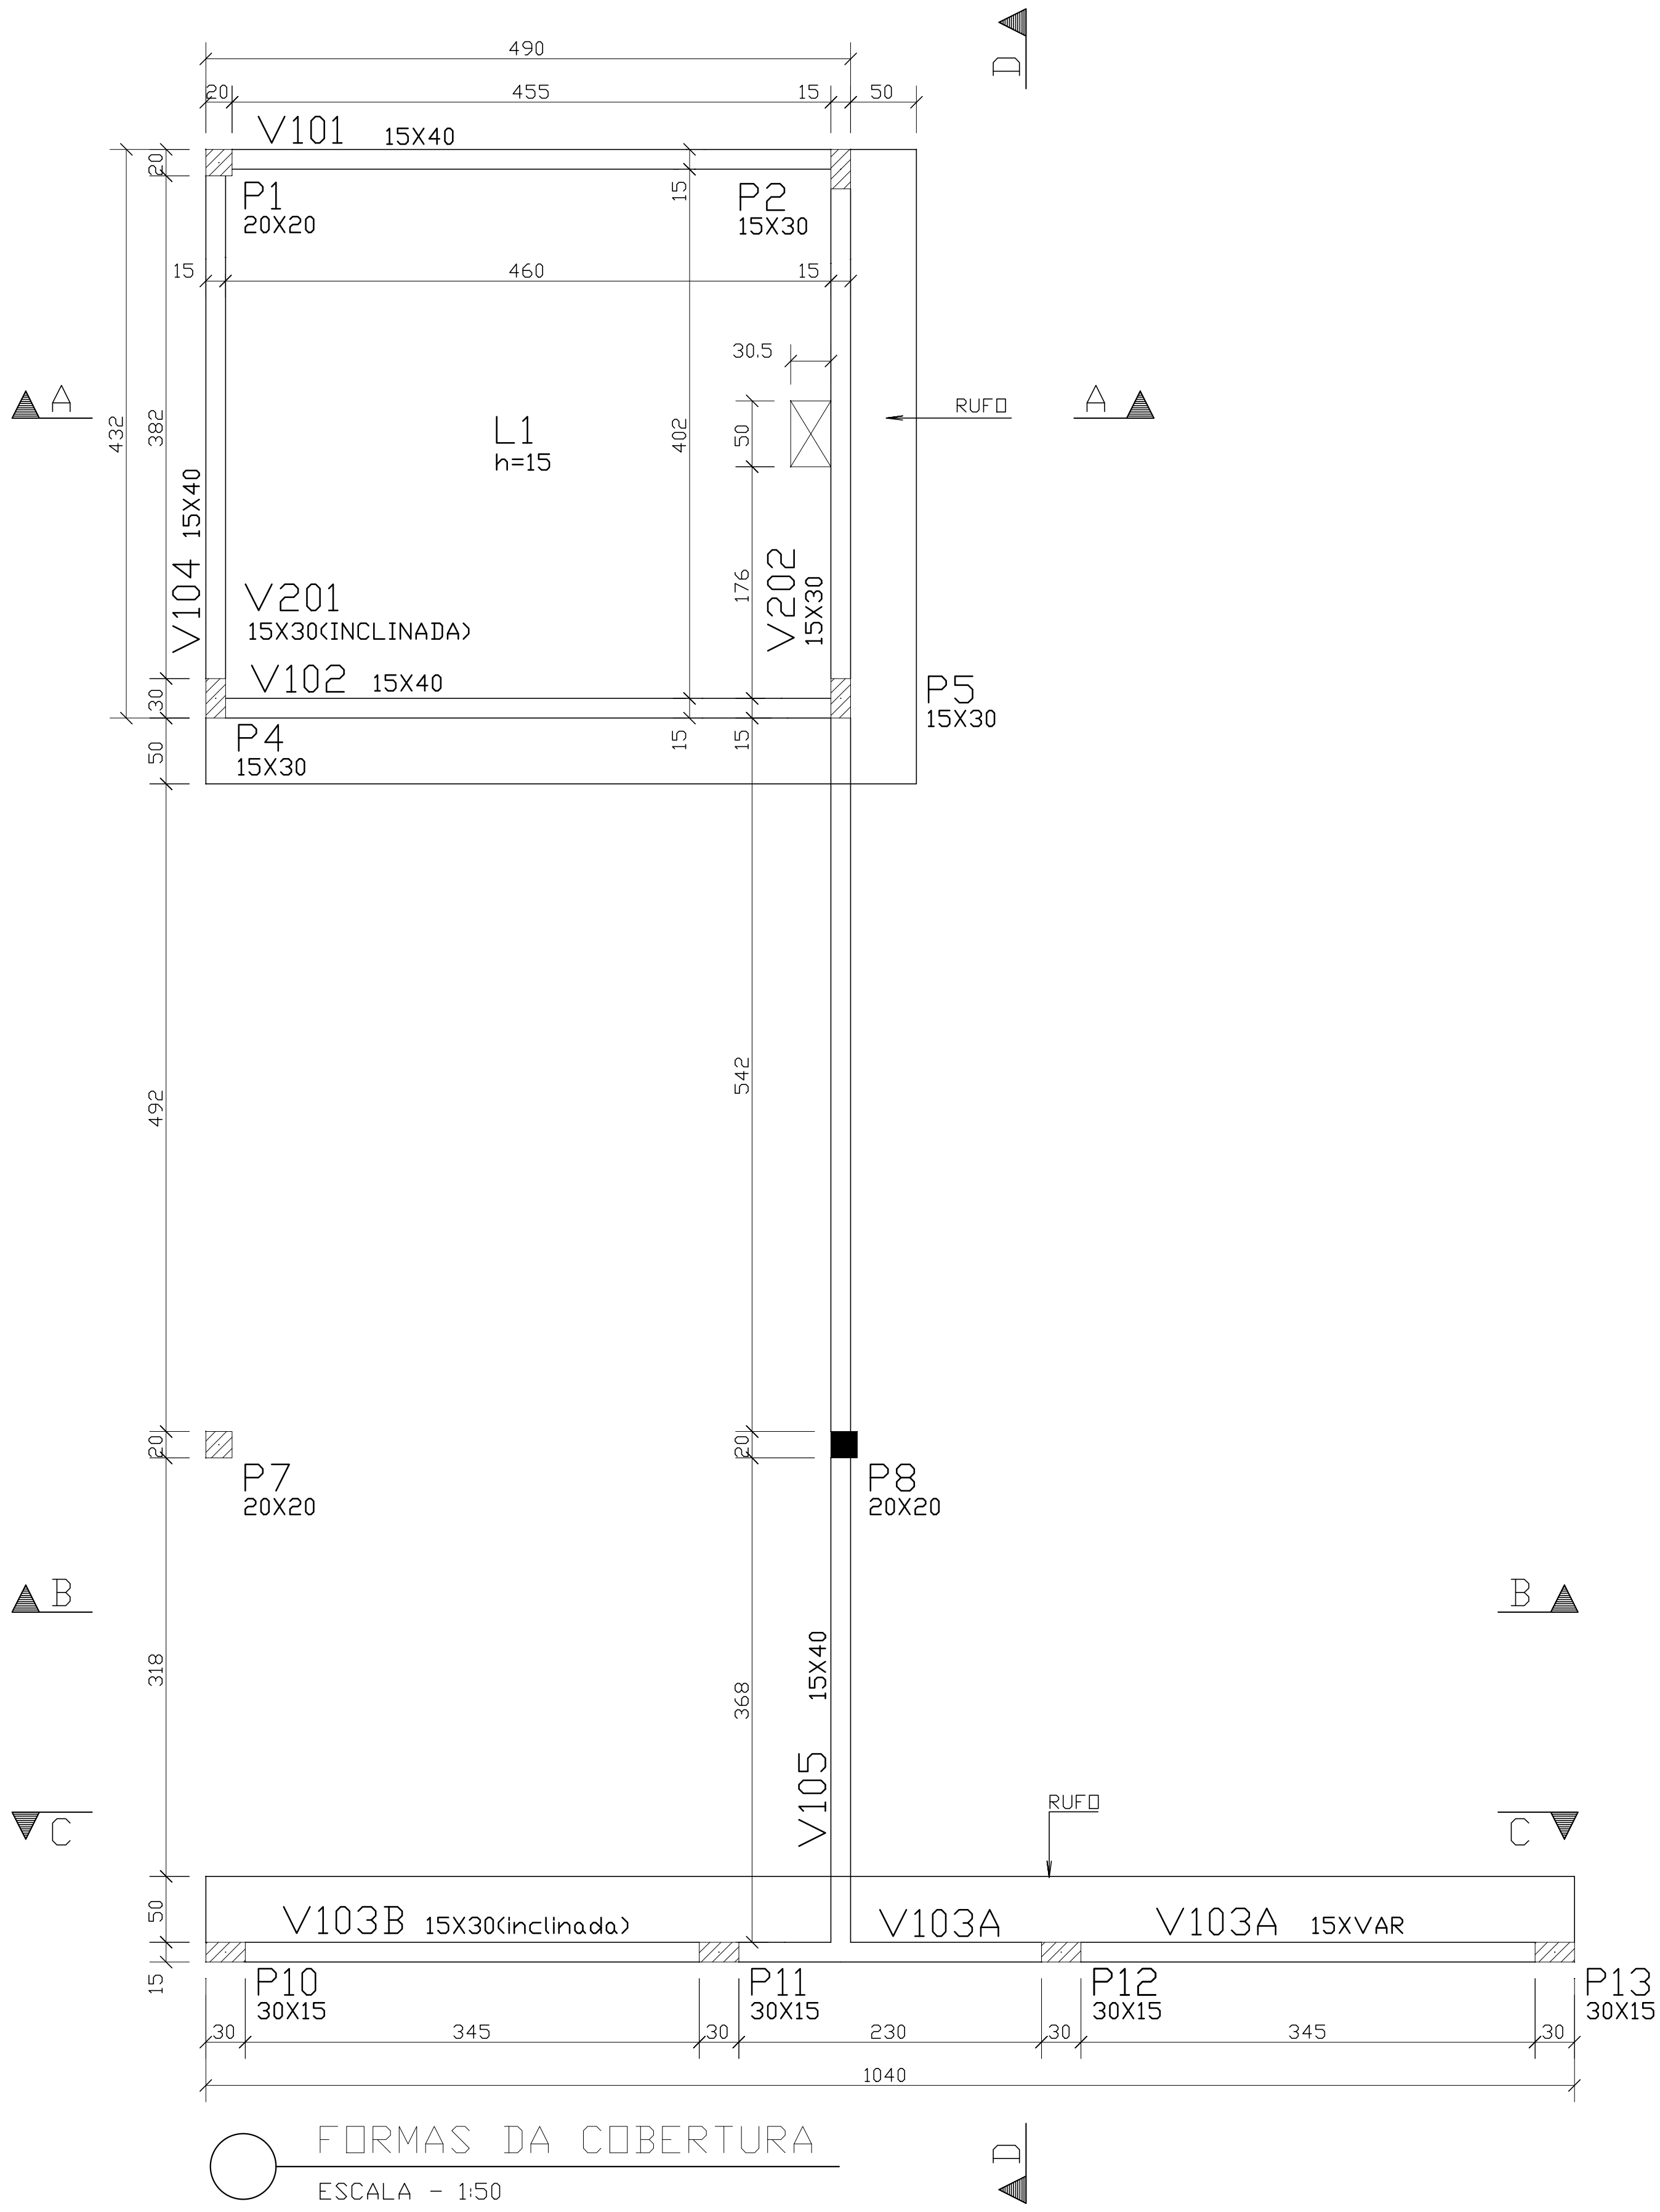 490
D
20
455
15
50
V101 15X40
20
P1
20X20
15
P2
15X30
15
460
15
30.5
A
RUFO
A
432
382
402
50
L1
h=15
V104 15X40
V201
15X30(INCLINADA)
176
V202
15X30
V102 15X40
30
P5
15X30
P4
15X30
50
15
15
542
492
20
20
P7
20X20
P8
20X20
B
B
318
368
V105 15X40
RUFO
C
C
50
V103B 15X30(inclinada)
V103A
V103A 15XVAR
15
P10
30X15
P11
30X15
P12
30X15
P13
30X15
30
345
30
230
30
345
30
1040
FORMAS DA COBERTURA
ESCALA - 1:50
D